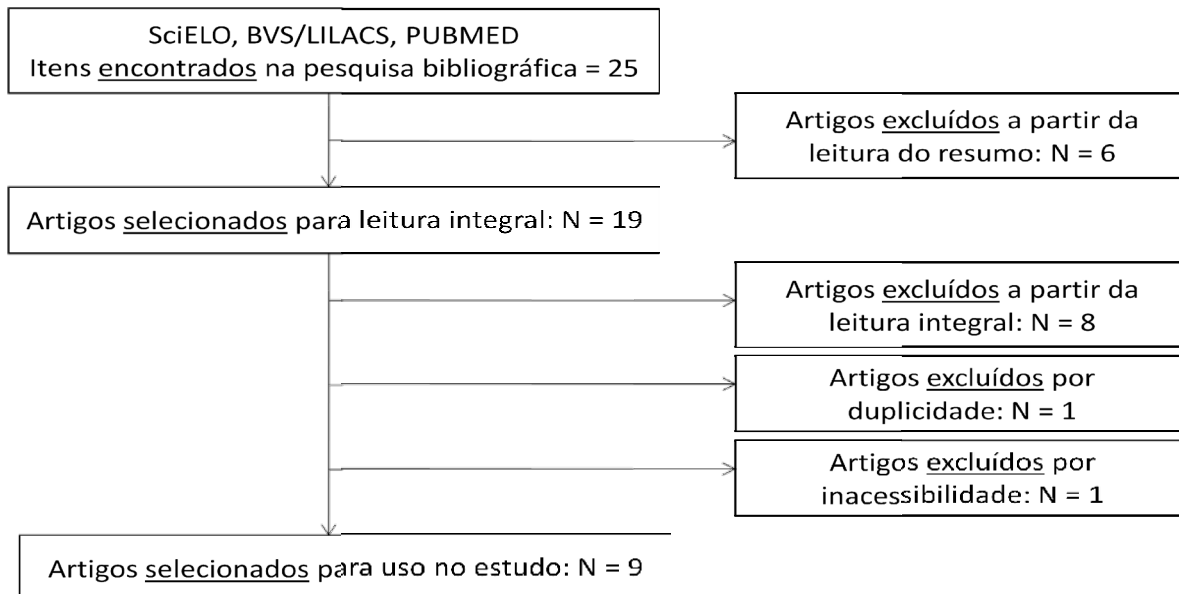 SciELO, BVS/LILACS, PUBMED
Itens encontrados na pesquisa bibliográfica = 25
Artigos excluídos a partir da
leitura do resumo: N = 6
Artigos selecionados para leitura integral: N = 19
Artigos excluídos a partir da
leitura integral: N = 8
Artigos excluídos por
duplicidade: N = 1
Artigos excluídos por
inacessibilidade: N = 1
Artigos selecionados para uso no estudo: N = 9